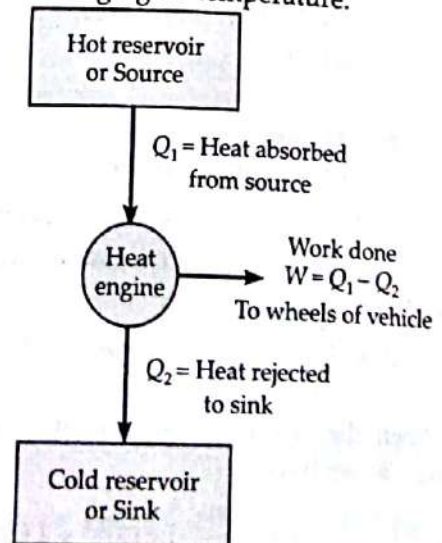 temperature.
Hot reservoir
or Source
Q₁ = Heat absorbed
from source
Heat
engine
Work done
W = Q₁ – Q₂
To wheels of vehicle
Q₂ = Heat rejected
to sink
Cold reservoir
or Sink